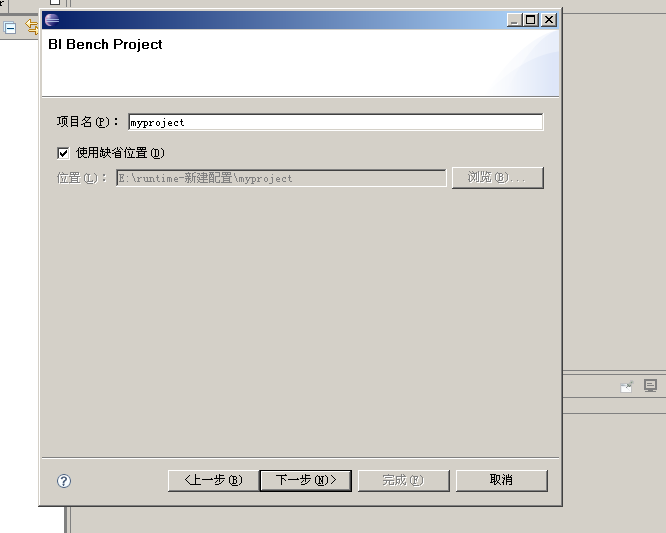 BI Bench Project
项目名(P)： myproject
使用缺省位置(D)
位置(L)： E:\runtime-新建配置\myproject 浏览(B)...
<上一步(B) 下一步(N)> 完成(F) 取消